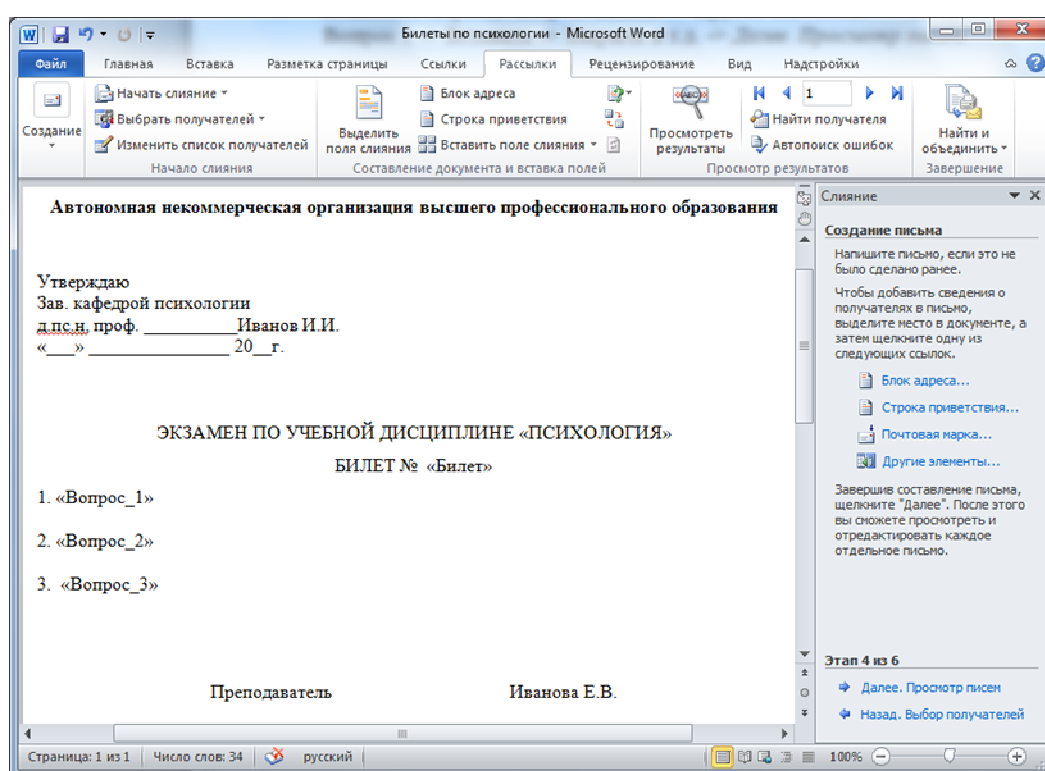 Билеты по психологии - Microsoft Word
Файл Главная Вставка Разметка страницы Ссылки Рассылки Рецензирование Вид Надстройки
Создание
Начать слияние
Выбрать получателей
Изменить список получателей
Начало слияния
Выделить поля слияния
Блок адреса
Строка приветствия
Вставить поле слияния
Составление документа и вставка полей
Просмотреть результаты
1
Найти получателя
Автопоиск ошибок
Просмотр результатов
Найти и объединить
Завершение
Автономная некоммерческая организация высшего профессионального образования
Утверждаю
Зав. кафедрой психологии
д.пс.н, проф. ___________Иванов И.И.
«___» _________________ 20__г.
ЭКЗАМЕН ПО УЧЕБНОЙ ДИСЦИПЛИНЕ «ПСИХОЛОГИЯ»
БИЛЕТ № «Билет»
1. «Вопрос_1»
2. «Вопрос_2»
3. «Вопрос_3»
Преподаватель Иванова Е.В.
Слияние
Создание письма
Напишите письмо, если это не
было сделано ранее.
Чтобы добавить сведения о
получателях в письмо,
выделите место в документе, а
затем щелкните одну из
следующих ссылок.
Блок адреса...
Строка приветствия...
Почтовая марка...
Другие элементы...
Завершив составление письма,
щелкните "Далее". После этого
вы сможете просмотреть и
отредактировать каждое
отдельное письмо.
Этап 4 из 6
Далее. Просмотр писем
Назад. Выбор получателей
Страница: 1 из 1 Число слов: 34 русский 100%